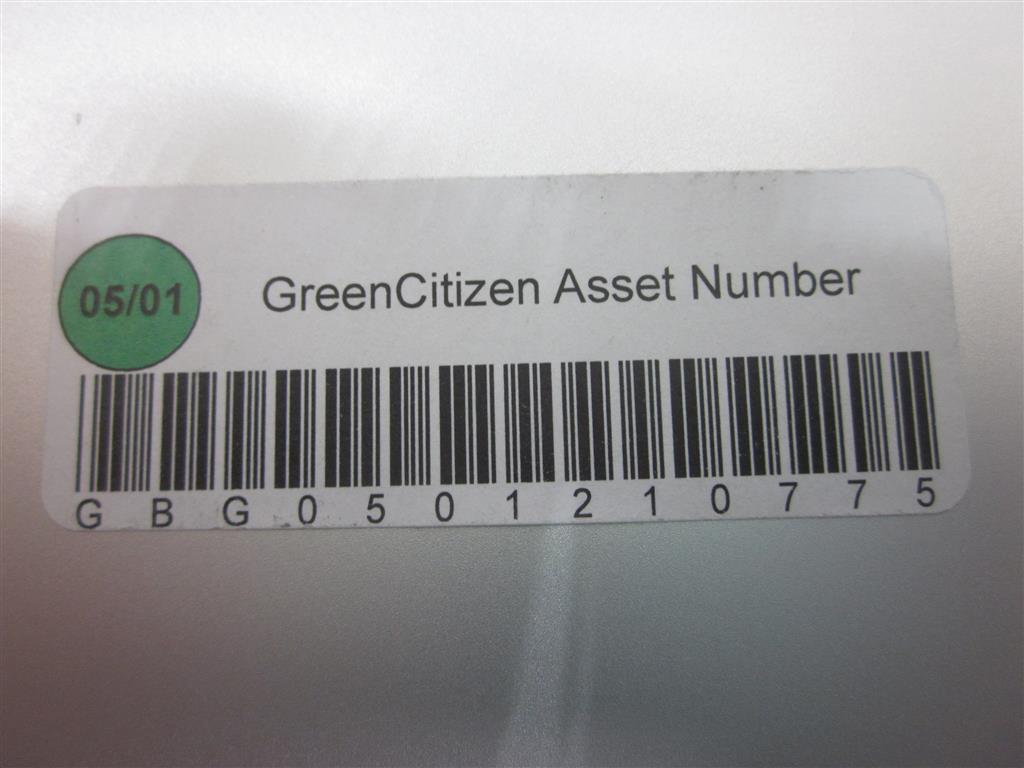 05/01
GreenCitizen Asset Number
G B G 0 5 0 1 2 1 0 7 7 5